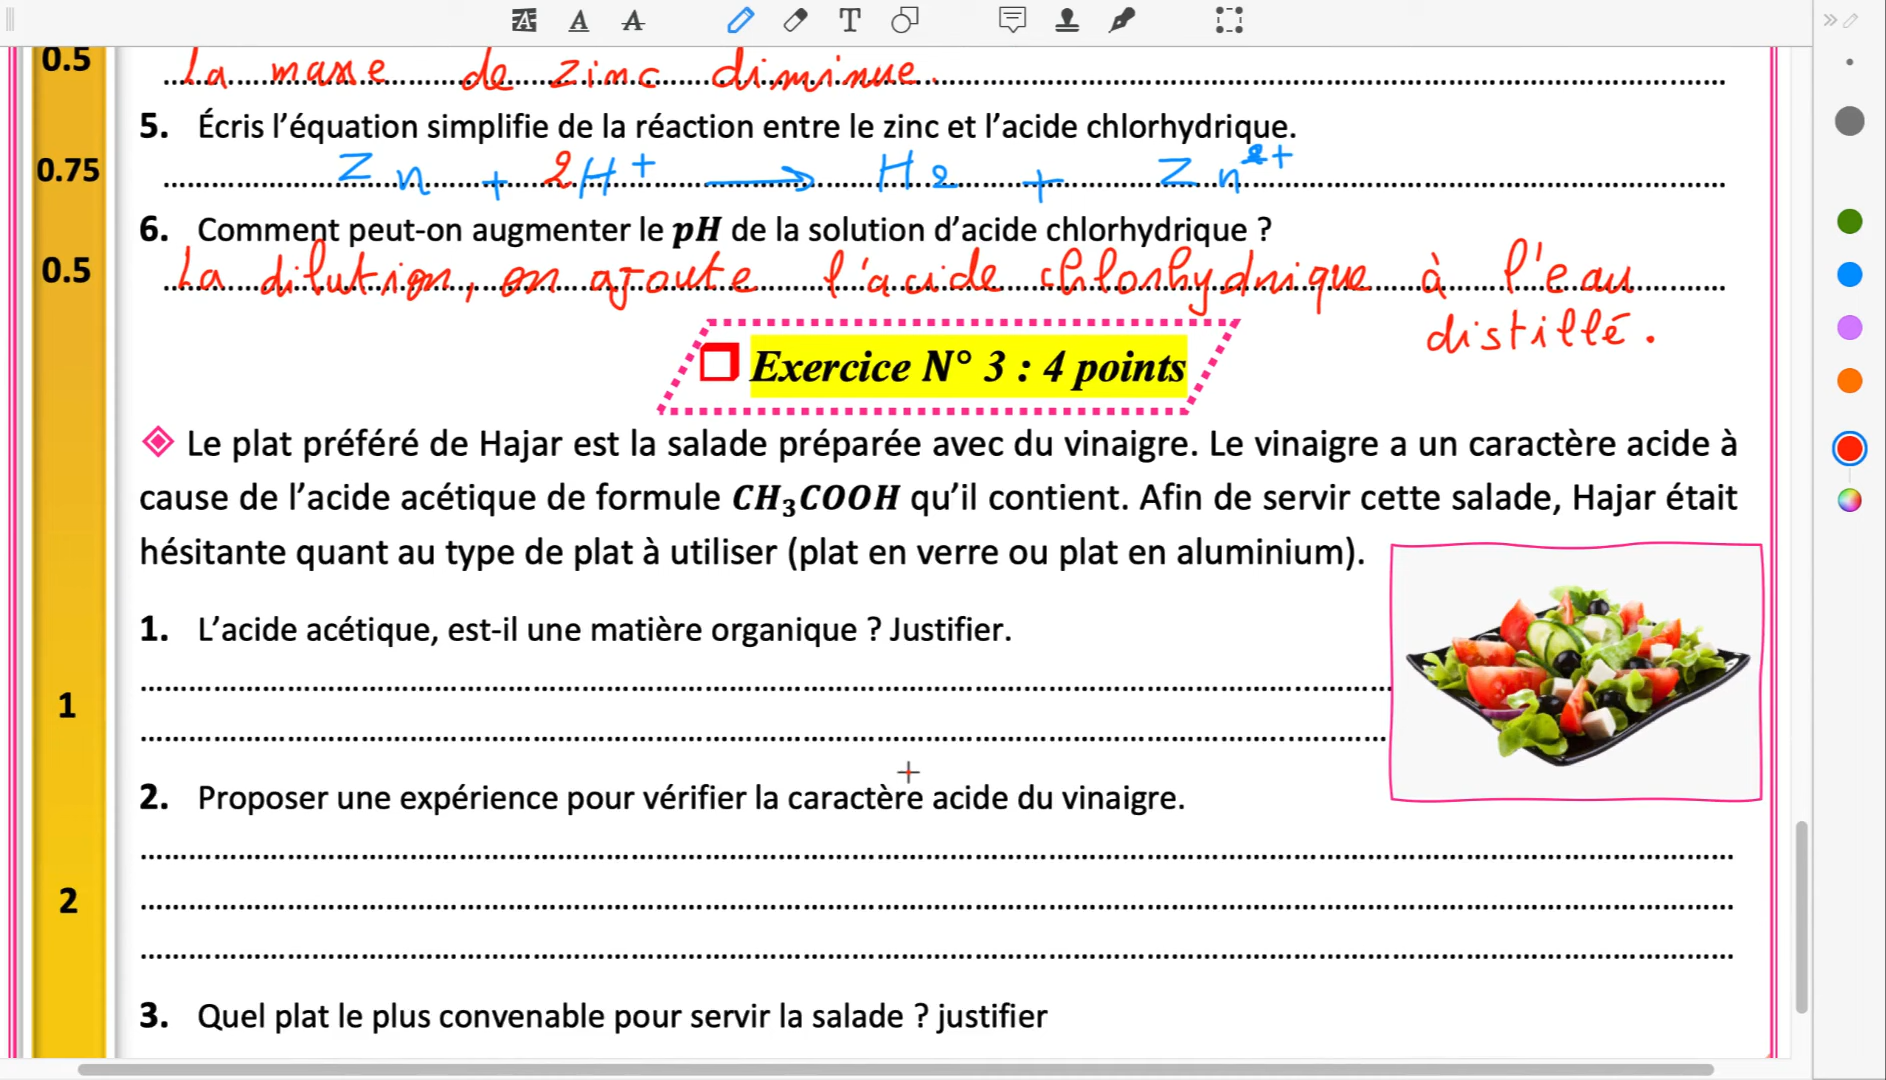 0.5
La masse de zinc diminue.
5. Écris l’équation simplifie de la réaction entre le zinc et l’acide chlorhydrique.
0.75
Zn + 2H⁺ → H₂ + Zn²⁺
6. Comment peut-on augmenter le pH de la solution d’acide chlorhydrique ?
0.5
La dilution, on ajoute l'acide chlorhydrique à l'eau
distillé.
Exercice N° 3 : 4 points
Le plat préféré de Hajar est la salade préparée avec du vinaigre. Le vinaigre a un caractère acide à
cause de l’acide acétique de formule CH₃COOH qu’il contient. Afin de servir cette salade, Hajar était
hésitante quant au type de plat à utiliser (plat en verre ou plat en aluminium).
1. L’acide acétique, est-il une matière organique ? Justifier.
1
2. Proposer une expérience pour vérifier la caractère acide du vinaigre.
2
3. Quel plat le plus convenable pour servir la salade ? justifier